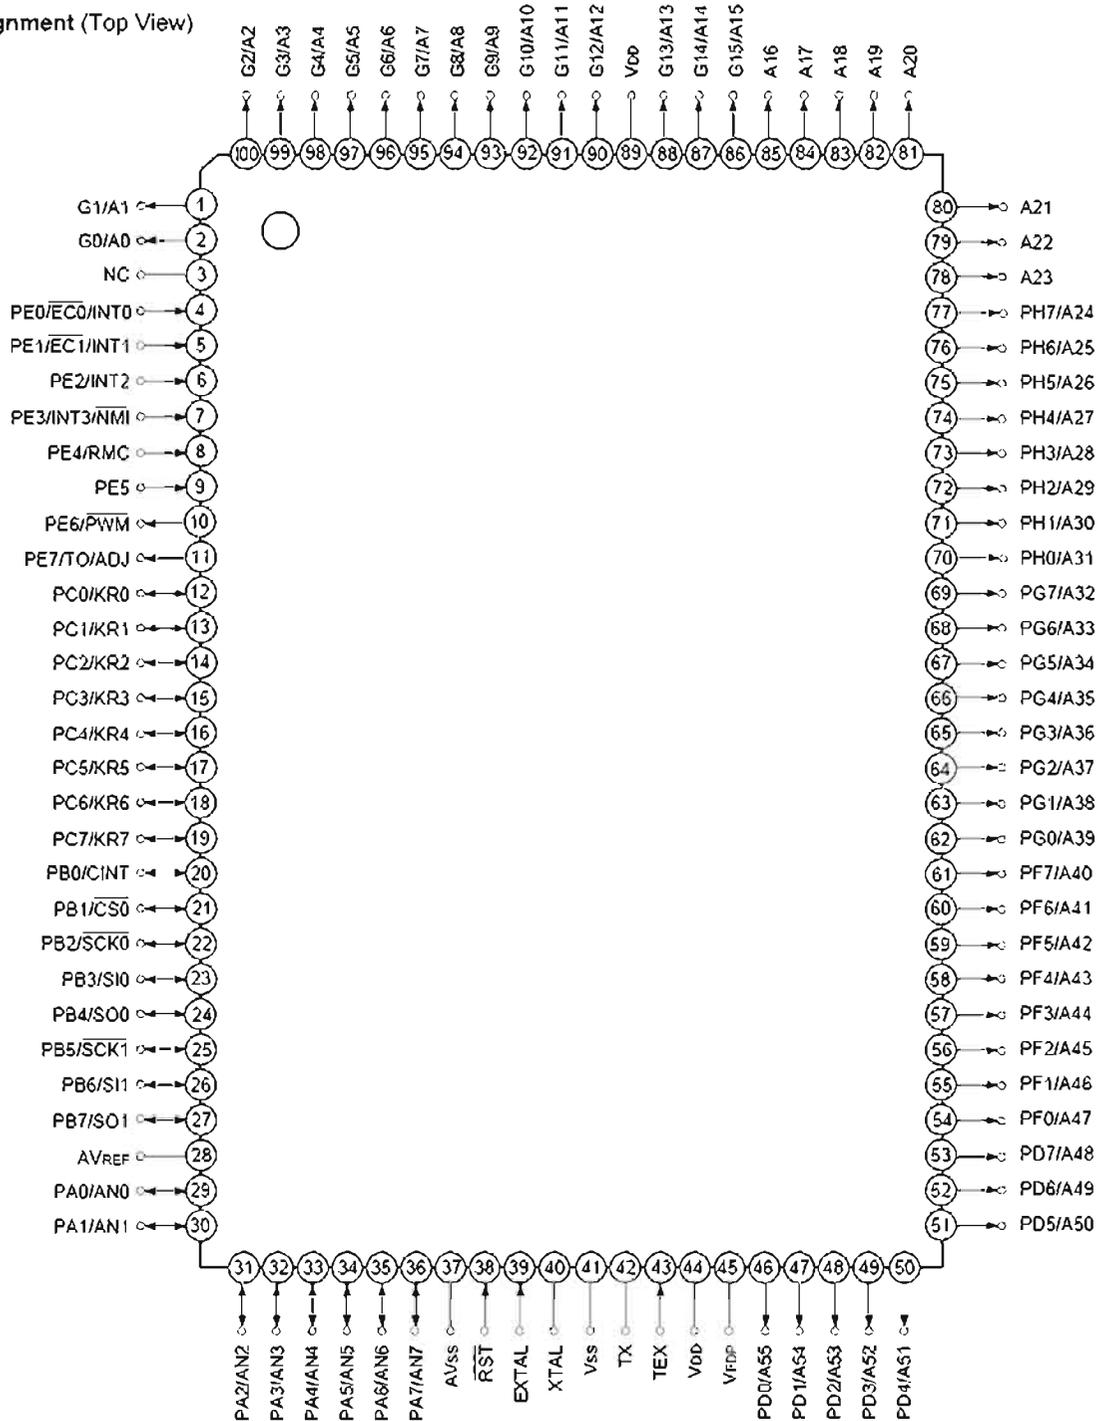 gnment (Top View)
G2/A2
G3/A3
G4/A4
G5/A5
G6/A6
G7/A7
G8/A8
G9/A9
G10/A10
G11/A11
G12/A12
VDD
G13/A13
G14/A14
G15/A15
A16
A17
A18
A19
A20
100 99 98 97 96 95 94 93 92 91 90 89 88 87 86 85 84 83 82 81
G1/A1 1
G0/A0 2
NC 3
PE0/EC0/INT0 4
PE1/EC1/INT1 5
PE2/INT2 6
PE3/INT3/NMI 7
PE4/RMC 8
PE5 9
PE6/PWM 10
PE7/TO/ADJ 11
PC0/KR0 12
PC1/KR1 13
PC2/KR2 14
PC3/KR3 15
PC4/KR4 16
PC5/KR5 17
PC6/KR6 18
PC7/KR7 19
PB0/CINT 20
PB1/CS0 21
PB2/SCK0 22
PB3/SI0 23
PB4/SO0 24
PB5/SCK1 25
PB6/SI1 26
PB7/SO1 27
AVREF 28
PA0/AN0 29
PA1/AN1 30
80 A21
79 A22
78 A23
77 PH7/A24
76 PH6/A25
75 PH5/A26
74 PH4/A27
73 PH3/A28
72 PH2/A29
71 PH1/A30
70 PH0/A31
69 PG7/A32
68 PG6/A33
67 PG5/A34
66 PG4/A35
65 PG3/A36
64 PG2/A37
63 PG1/A38
62 PG0/A39
61 PF7/A40
60 PF6/A41
59 PF5/A42
58 PF4/A43
57 PF3/A44
56 PF2/A45
55 PF1/A46
54 PF0/A47
53 PD7/A48
52 PD6/A49
51 PD5/A50
31 32 33 34 35 36 37 38 39 40 41 42 43 44 45 46 47 48 49 50
PA2/AN2
PA3/AN3
PA4/AN4
PA5/AN5
PA6/AN6
PA7/AN7
AVSS
RST
EXTAL
XTAL
VSS
TX
TEX
VDD
VFDP
PD0/A55
PD1/A54
PD2/A53
PD3/A52
PD4/A51